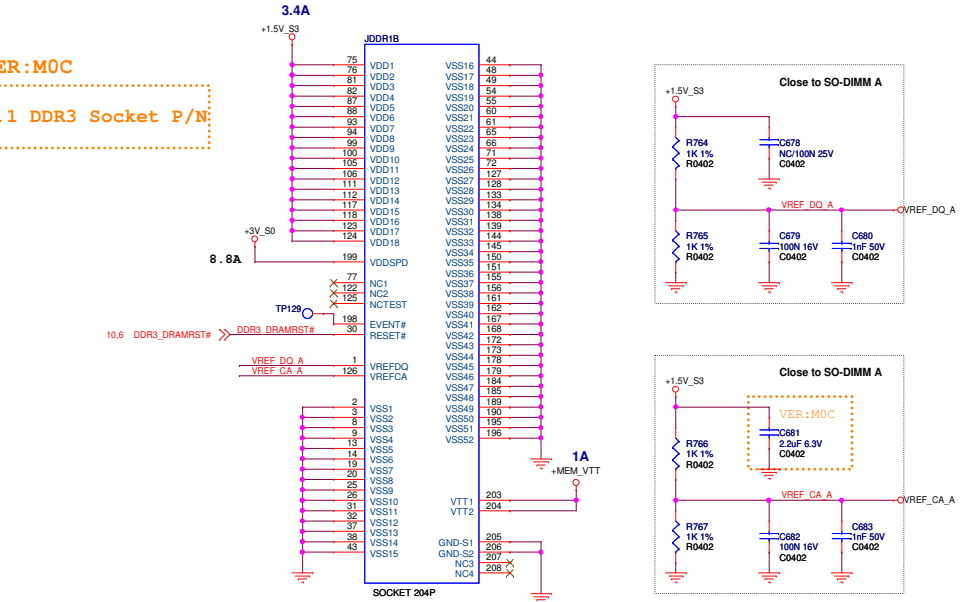 3.4A
+1.5V_S3
JDDR1B
ER:M0C
1 DDR3 Socket P/N
75 VDD1
76 VDD2
81 VDD3
82 VDD4
87 VDD5
88 VDD6
93 VDD7
94 VDD8
99 VDD9
100 VDD10
105 VDD11
106 VDD12
111 VDD13
112 VDD14
117 VDD15
118 VDD16
123 VDD17
124 VDD18
+3V_S0
8.8A
199 VDDSPD
77 NC1
122 NC2
125 NCTEST
TP129
198 EVENT#
10,6 DDR3_DRAMRST# DDR3_DRAMRST# 30 RESET#
VREF_DQ_A 1 VREFDQ
VREF_CA_A 126 VREFCA
2 VSS1
3 VSS2
8 VSS3
9 VSS4
13 VSS5
14 VSS6
19 VSS7
20 VSS8
25 VSS9
26 VSS10
31 VSS11
32 VSS12
37 VSS13
38 VSS14
43 VSS15
VSS16 44
VSS17 48
VSS18 49
VSS19 54
VSS20 55
VSS21 60
VSS22 61
VSS23 65
VSS24 66
VSS25 71
VSS26 72
VSS27 127
VSS28 128
VSS29 133
VSS30 134
VSS31 138
VSS32 139
VSS33 144
VSS34 145
VSS35 150
VSS36 151
VSS37 155
VSS38 156
VSS39 161
VSS40 162
VSS41 167
VSS42 168
VSS43 172
VSS44 173
VSS45 178
VSS46 179
VSS47 184
VSS48 185
VSS49 189
VSS50 190
VSS51 195
VSS52 196
1A
+MEM_VTT
VTT1 203
VTT2 204
GND-S1 205
GND-S2 206
NC3 207
NC4 208
SOCKET 204P
Close to SO-DIMM A
+1.5V_S3
R764
1K 1%
R0402
C678
NC/100N 25V
C0402
VREF_DQ_A
VREF_DQ_A
R765
1K 1%
R0402
C679
100N 16V
C0402
C680
1nF 50V
C0402
Close to SO-DIMM A
+1.5V_S3
VER:M0C
C681
2.2uF 6.3V
C0402
R766
1K 1%
R0402
VREF_CA_A
VREF_CA_A
R767
1K 1%
R0402
C682
100N 16V
C0402
C683
1nF 50V
C0402